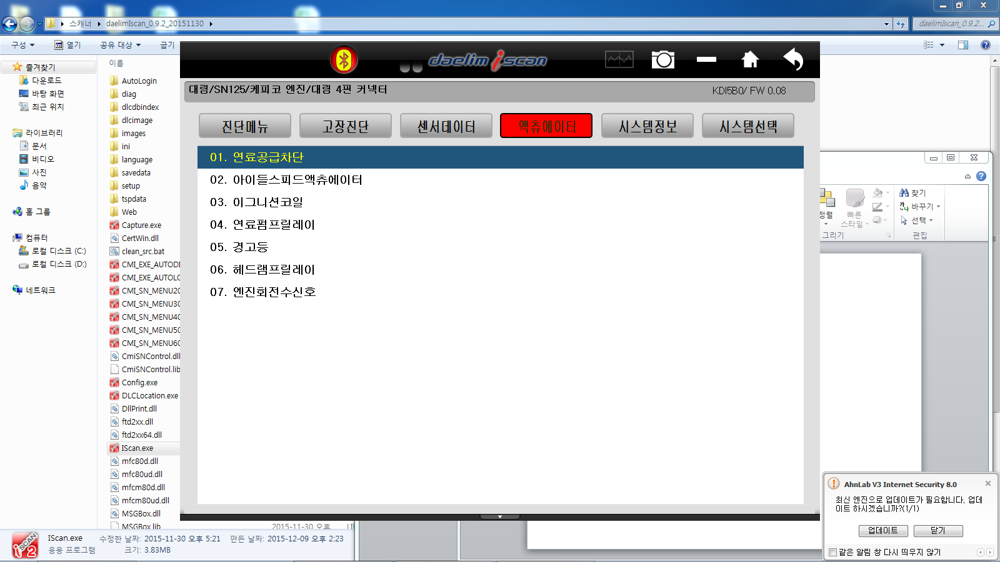 스캐너 ▸ daelimIscan_0.9.2_20151130 ▸
daelimIscan_0.9.2...
구성
열기
공유 대상
굽기
즐겨찾기
다운로드
바탕 화면
최근 위치
라이브러리
문서
비디오
사진
음악
홈 그룹
컴퓨터
로컬 디스크 (C:)
로컬 디스크 (D:)
네트워크
이름
AutoLogin
diag
dlcdbindex
dlcimage
images
ini
language
savedata
setup
tspdata
Web
Capture.exe
CertWin.dll
clean_src.bat
CMI_EXE_AUTODI
CMI_EXE_AUTOLO
CMI_SN_MENU20
CMI_SN_MENU30
CMI_SN_MENU40
CMI_SN_MENU50
CMI_SN_MENU60
CmiSNControl.dll
CmiSNControl.lib
Config.exe
DLCLocation.exe
DllPrint.dll
ftd2xx.dll
ftd2xx64.dll
IScan.exe
mfc80d.dll
mfc80ud.dll
mfcm80d.dll
mfcm80ud.dll
MSGBox.dll
MSGBox.lib
2015-11-30 오후
daelim iscan
대림/SN125/케피코 엔진/대림 4핀 커넥터
KDI5B0/ FW 0.08
진단메뉴
고장진단
센서데이터
액츄에이터
시스템정보
시스템선택
01. 연료공급차단
02. 아이들스피드액츄에이터
03. 이그니션코일
04. 연료펌프릴레이
05. 경고등
06. 헤드램프릴레이
07. 엔진회전수신호
찾기
바꾸기
선택
편집
정렬
빠른
스타일
그리기
AhnLab V3 Internet Security 8.0
최신 엔진으로 업데이트가 필요합니다. 업데
이트 하시겠습니까?(1/1)
업데이트
닫기
같은 알림 창 다시 띄우지 않기
iSCAN 2
IScan.exe
응용 프로그램
수정한 날짜: 2015-11-30 오후 5:21
크기: 3.83MB
만든 날짜: 2015-12-09 오후 2:23